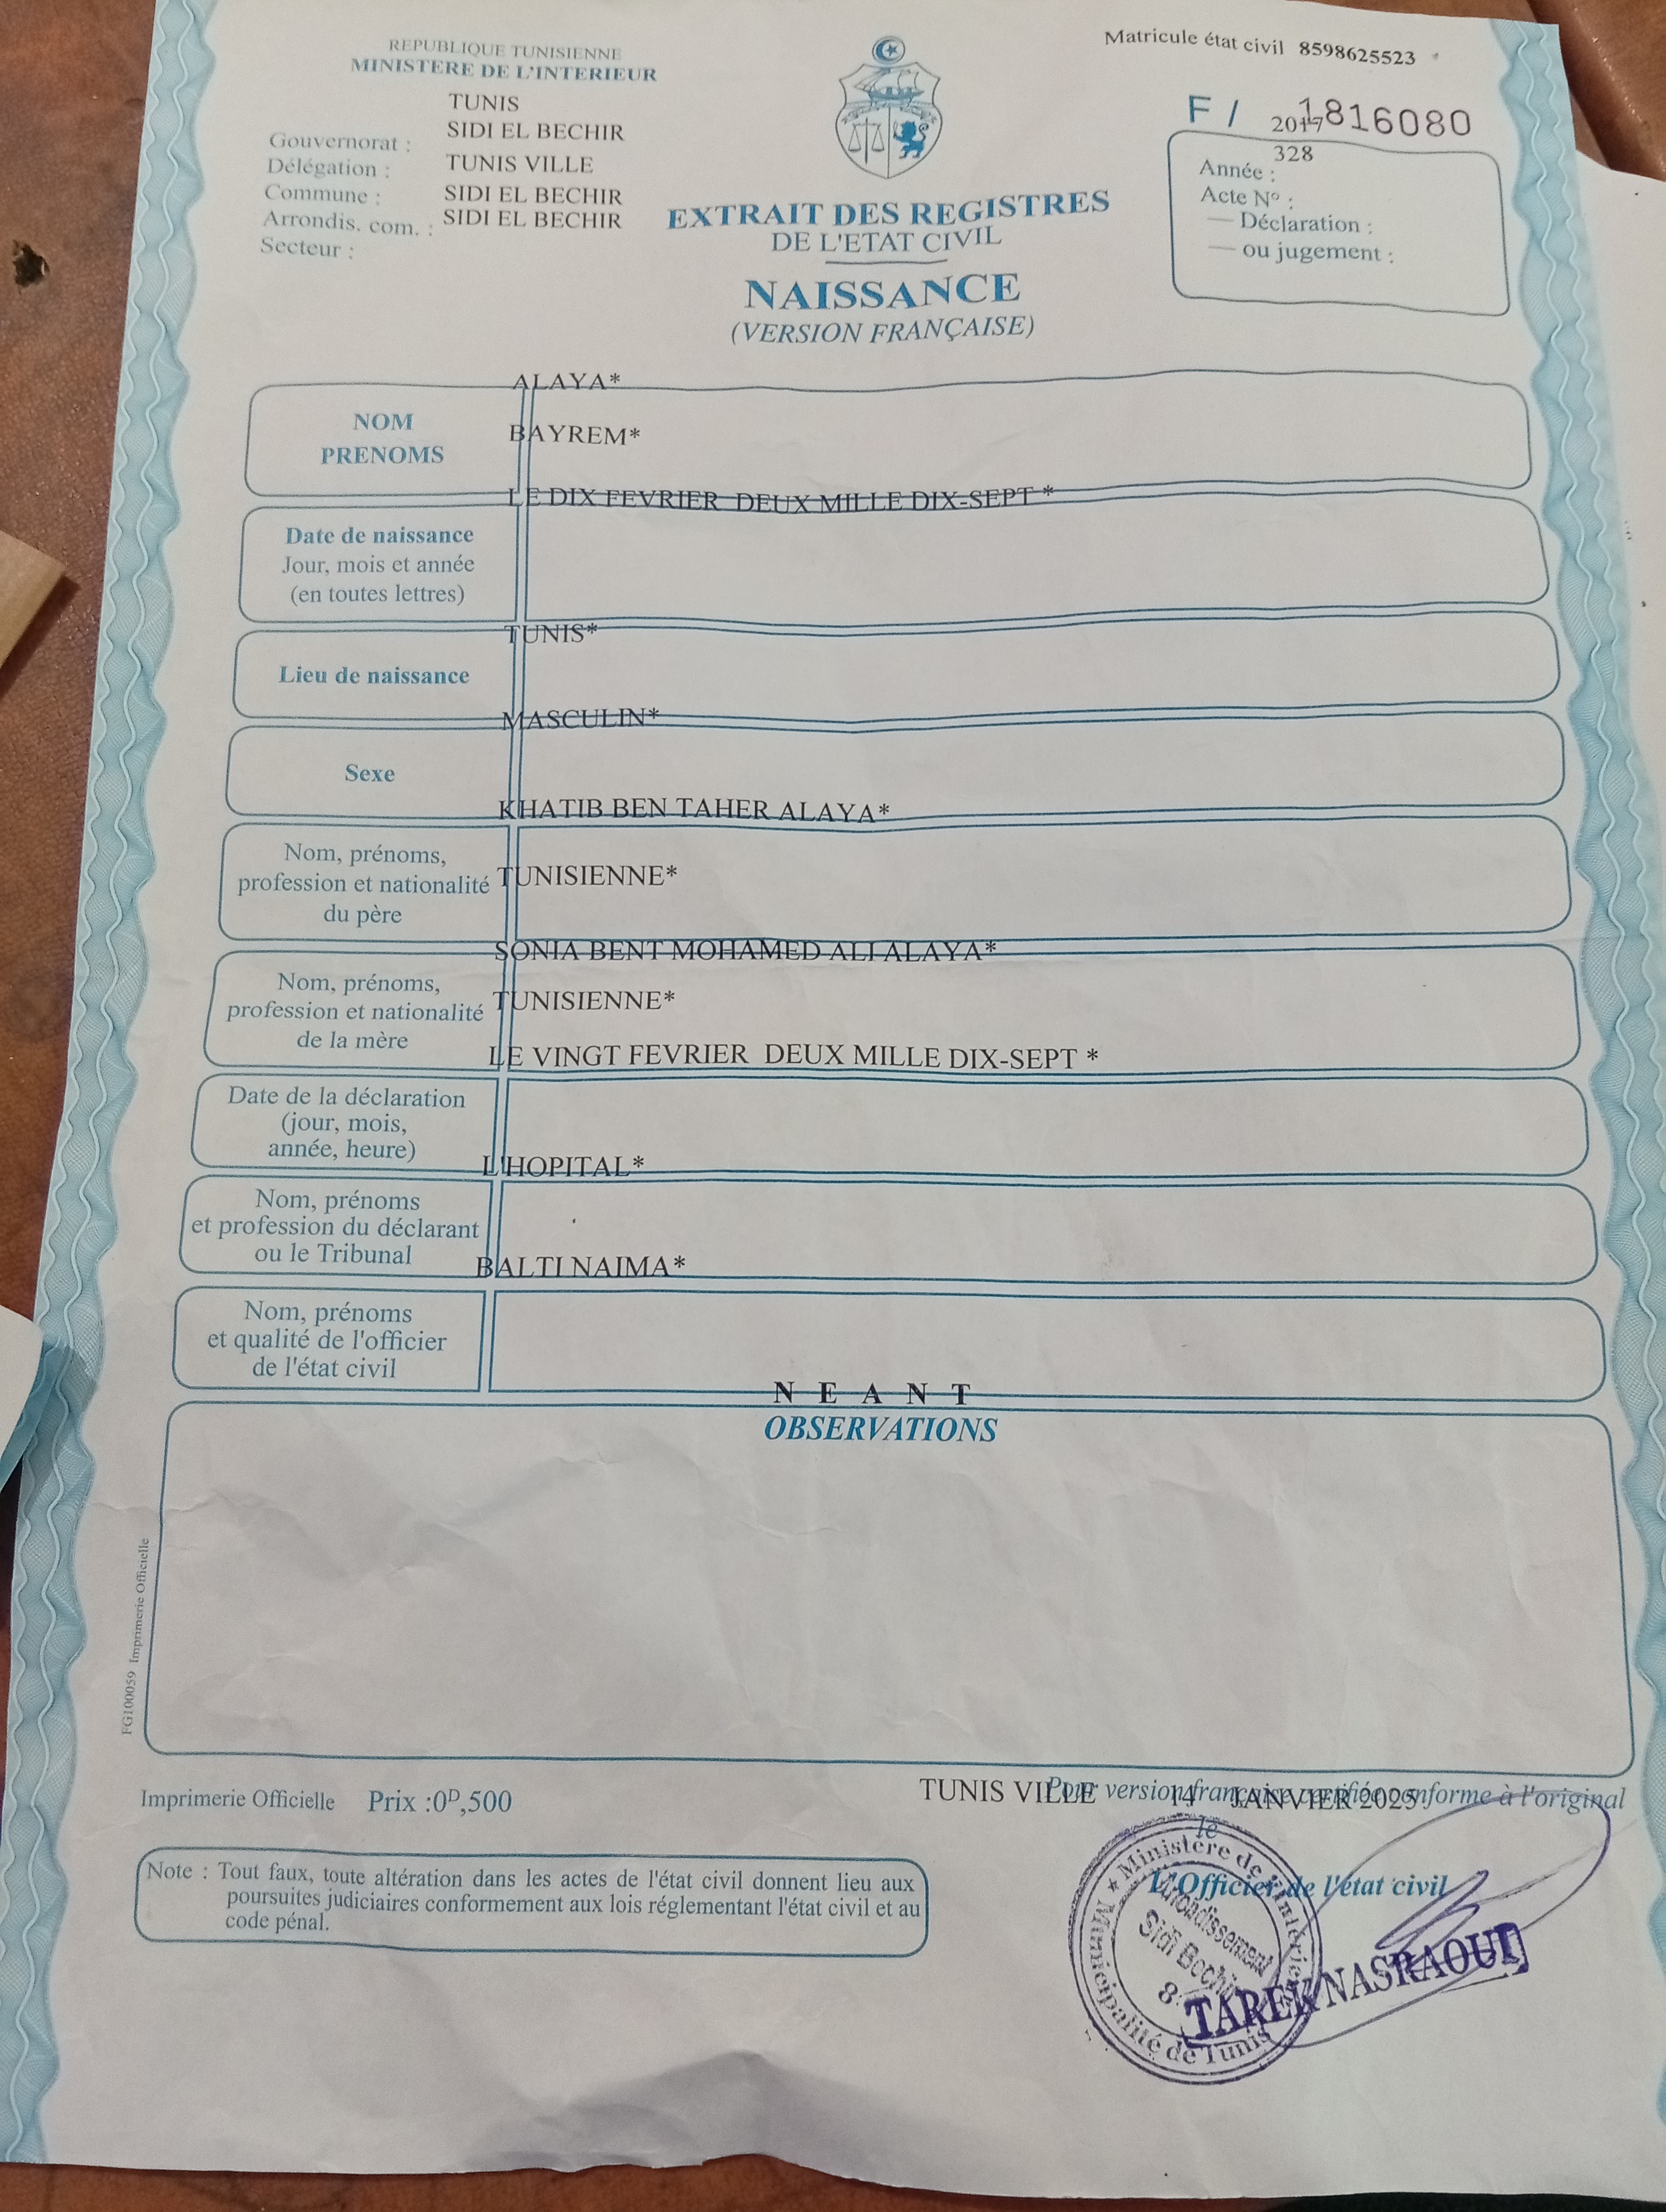 REPUBLIQUE TUNISIENNE
MINISTERE DE L'INTERIEUR
TUNIS
Gouvernorat : SIDI EL BECHIR
Délégation : TUNIS VILLE
Commune : SIDI EL BECHIR
Arrondis. com. : SIDI EL BECHIR
Secteur :
EXTRAIT DES REGISTRES
DE L'ETAT CIVIL
NAISSANCE
(VERSION FRANÇAISE)
Matricule état civil 8598625523
F / 1816080
2017
328
Année :
Acte N° :
— Déclaration :
— ou jugement :
ALAYA*
NOM
PRENOMS
BAYREM*
LE DIX FEVRIER DEUX MILLE DIX-SEPT *
Date de naissance
Jour, mois et année
(en toutes lettres)
TUNIS*
Lieu de naissance
MASCULIN*
Sexe
KHATIB BEN TAHER ALAYA*
Nom, prénoms,
profession et nationalité
du père
TUNISIENNE*
SONIA BENT MOHAMED ALI ALAYA*
Nom, prénoms,
profession et nationalité
de la mère
TUNISIENNE*
LE VINGT FEVRIER DEUX MILLE DIX-SEPT *
Date de la déclaration
(jour, mois,
année, heure)
L'HOPITAL*
Nom, prénoms
et profession du déclarant
ou le Tribunal
BALTI NAIMA*
Nom, prénoms
et qualité de l'officier
de l'état civil
N E A N T
OBSERVATIONS
FG100059 Imprimerie Officielle
Imprimerie Officielle Prix :0ᴰ,500
TUNIS VILLE 14 JANVIER 2025
Pour version française certifiée conforme à l'original
le
L'Officier de l'état civil
Note : Tout faux, toute altération dans les actes de l'état civil donnent lieu aux
poursuites judiciaires conformement aux lois réglementant l'état civil et au
code pénal.
★ Ministère de l'Intérieur
Municipalité de Tunis
Arrondissement
Sidi Bechir
8
TAREK NASRAOUI